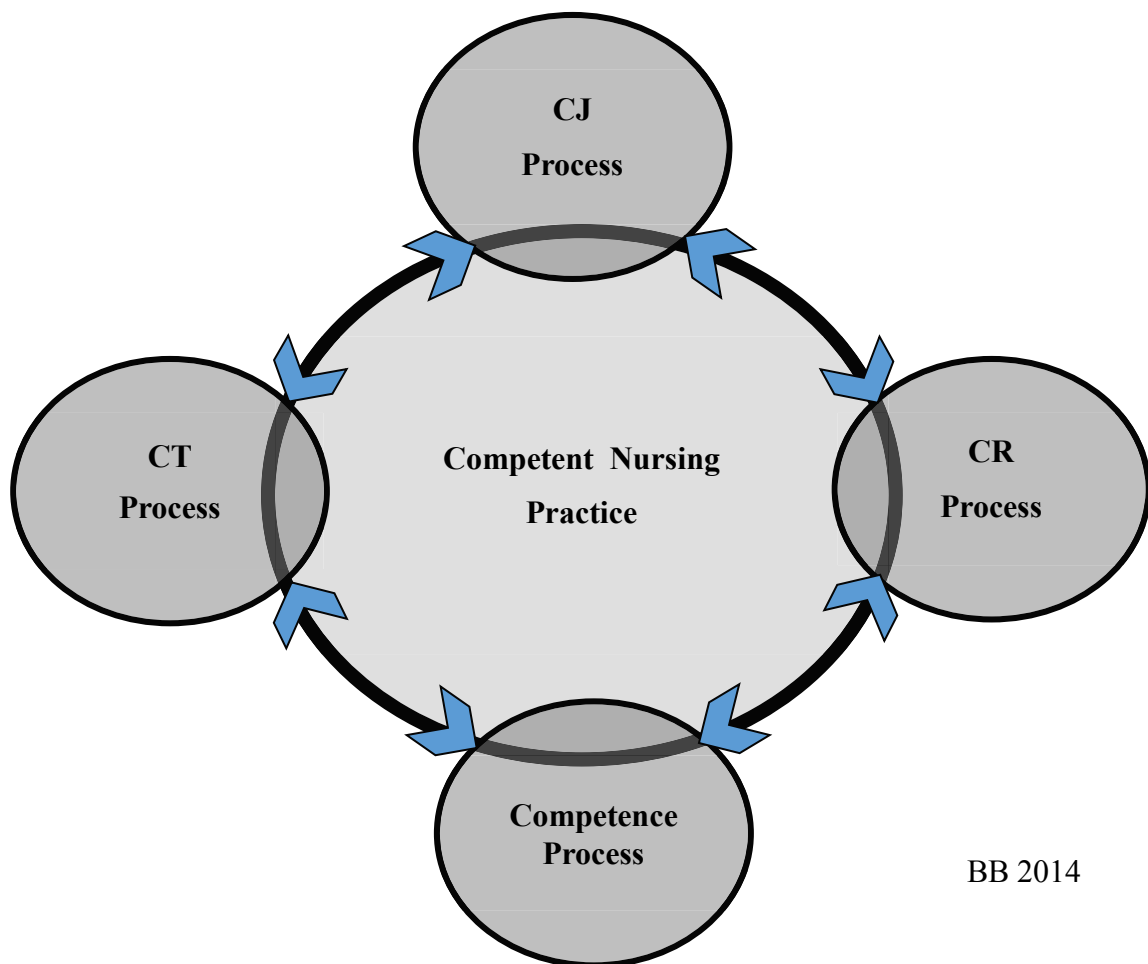 CJ
Process
CT
Process
Competent Nursing
Practice
CR
Process
Competence
Process
BB 2014